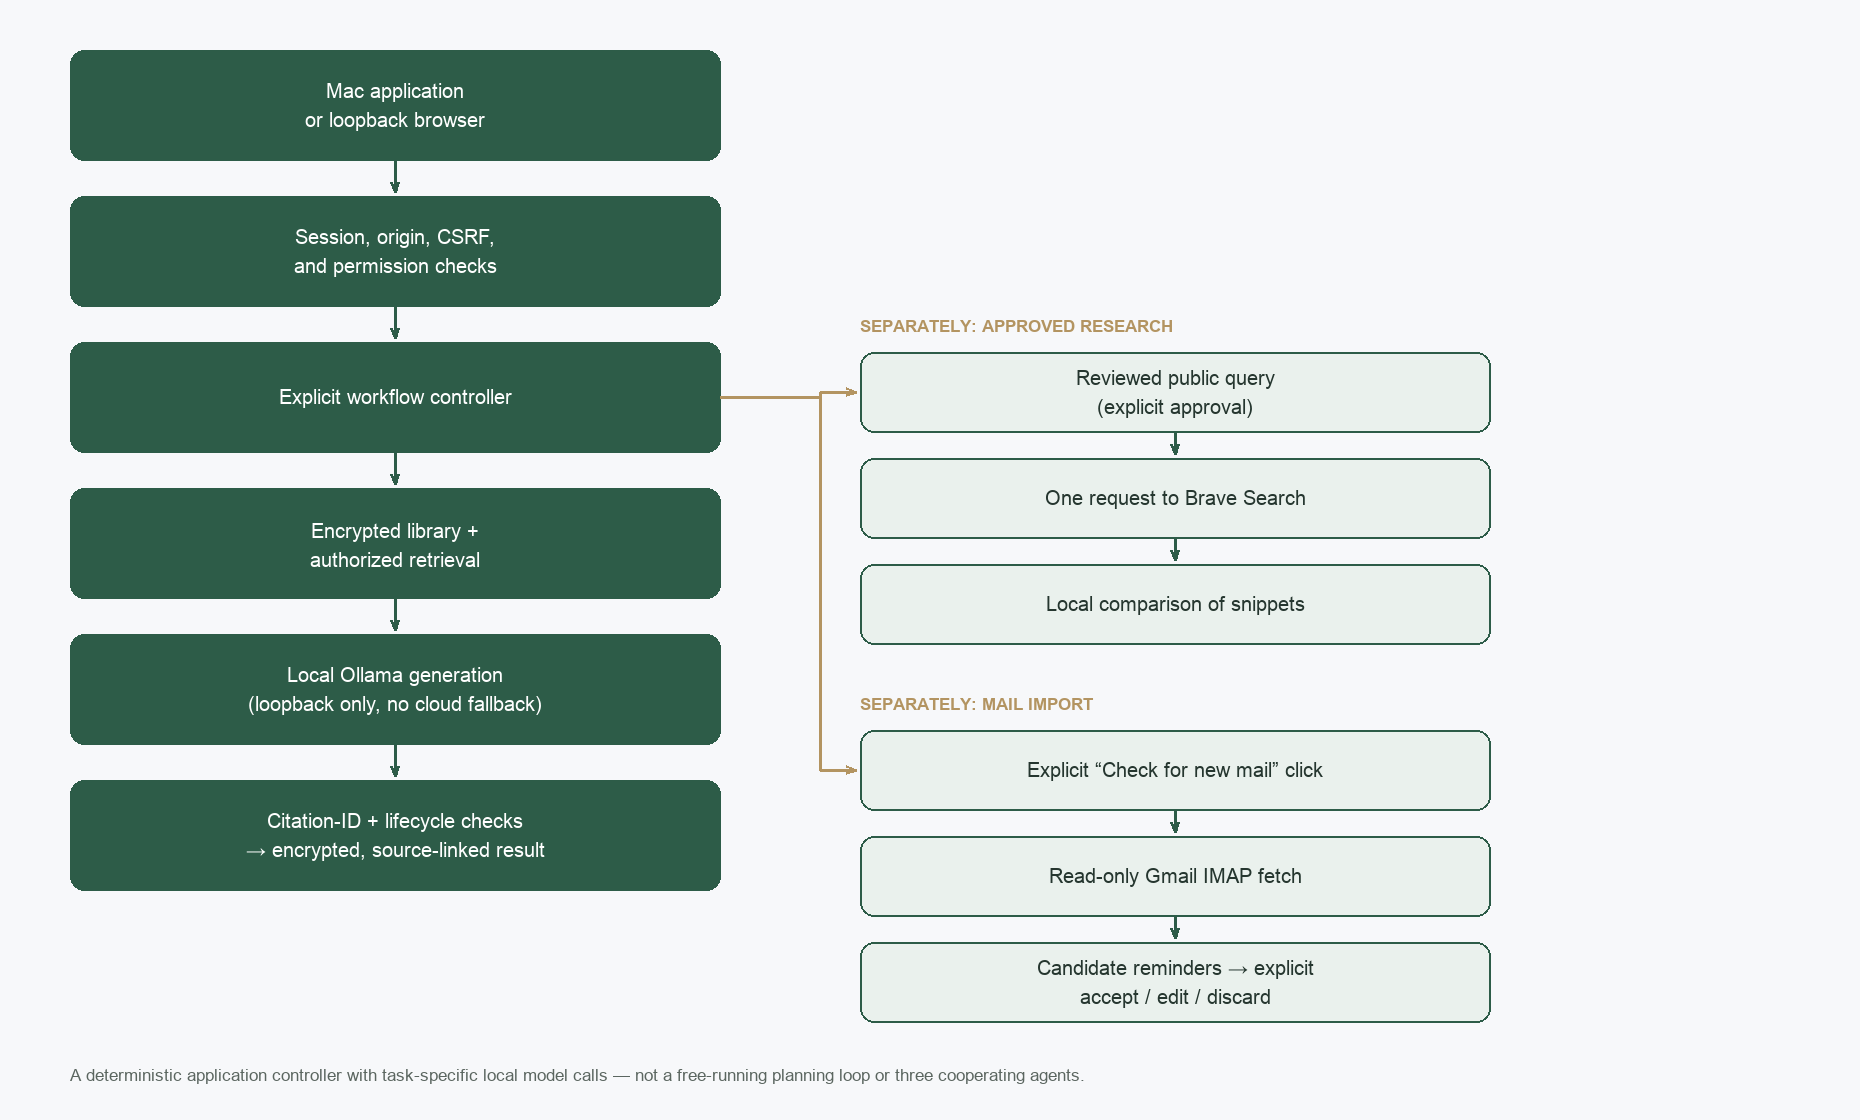 Mac application
or loopback browser
Session, origin, CSRF,
and permission checks
Explicit workflow controller
Encrypted library +
authorized retrieval
Local Ollama generation
(loopback only, no cloud fallback)
Citation-ID + lifecycle checks
→ encrypted, source-linked result
SEPARATELY: APPROVED RESEARCH
Reviewed public query
(explicit approval)
One request to Brave Search
Local comparison of snippets
SEPARATELY: MAIL IMPORT
Explicit “Check for new mail” click
Read-only Gmail IMAP fetch
Candidate reminders → explicit
accept / edit / discard
A deterministic application controller with task-specific local model calls — not a free-running planning loop or three cooperating agents.